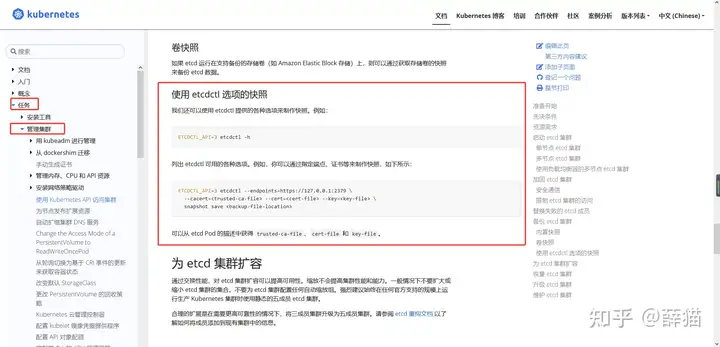 kubernetes
文档 Kubernetes 博客 培训 合作伙伴 社区 案例分析 版本列表 中文 (Chinese)
搜索
文档
入门
概念
任务
安装工具
管理集群
用 kubeadm 进行管理
从 dockershim 迁移
手动生成证书
管理内存、CPU 和 API 资源
安装网络策略驱动
使用 Kubernetes API 访问集群
为节点发布扩展资源
自动扩缩集群 DNS 服务
Change the Access Mode of a
PersistentVolume to
ReadWriteOncePod
从轮询切换为基于 CRI 事件的更新
来获取容器状态
改变默认 StorageClass
更改 PersistentVolume 的回收策
略
Kubernetes 云管理控制器
配置 kubelet 镜像凭据提供程序
配置 API 对象配额
卷快照
如果 etcd 运行在支持备份的存储卷（如 Amazon Elastic Block 存储）上，则可以通过获取存储卷的快照
来备份 etcd 数据。
使用 etcdctl 选项的快照
我们还可以使用 etcdctl 提供的各种选项来制作快照。例如：
ETCDCTL_API=3 etcdctl -h
列出 etcdctl 可用的各种选项。例如，你可以通过指定端点、证书等来制作快照，如下所示：
ETCDCTL_API=3 etcdctl --endpoints=https://127.0.0.1:2379 \
--cacert=<trusted-ca-file> --cert=<cert-file> --key=<key-file> \
snapshot save <backup-file-location>
可以从 etcd Pod 的描述中获得 trusted-ca-file、cert-file 和 key-file。
为 etcd 集群扩容
通过交换性能，对 etcd 集群扩容可以提高可用性。缩放不会提高集群性能和能力。一般情况下不要扩大或
缩小 etcd 集群的集合。不要为 etcd 集群配置任何自动缩放组。强烈建议始终在任何官方支持的规模上运
行生产 Kubernetes 集群时使用静态的五成员 etcd 集群。
合理的扩展是在需要更高可靠性的情况下，将三成员集群升级为五成员集群。请参阅 etcd 重构文档 以了
解如何将成员添加到现有集群中的信息。
编辑此页
第三方内容建议
添加子页面
登记一个问题
整节打印
准备开始
先决条件
资源需求
启动 etcd 集群
单节点 etcd 集群
多节点 etcd 集群
使用负载均衡器的多节点 etcd 集群
加固 etcd 集群
安全通信
限制 etcd 集群的访问
替换失败的 etcd 成员
备份 etcd 集群
内置快照
卷快照
使用 etcdctl 选项的快照
为 etcd 集群扩容
恢复 etcd 集群
升级 etcd 集群
维护 etcd 集群
知乎 @薛猫